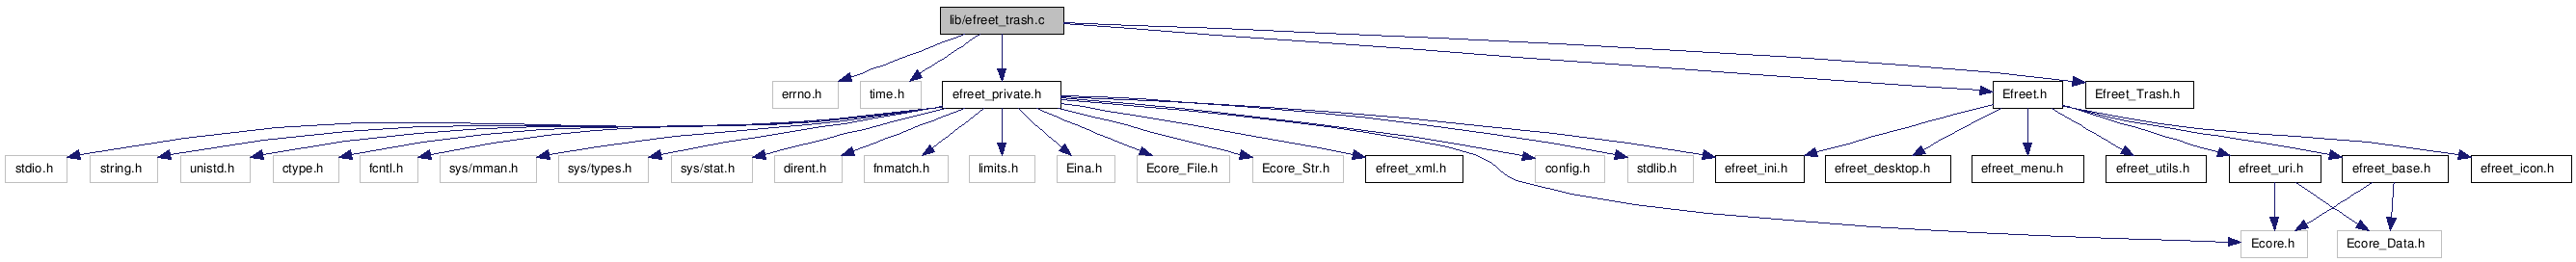 lib/efreet_trash.c
errno.h
time.h
efreet_private.h
Efreet.h
Efreet_Trash.h
stdio.h
string.h
unistd.h
ctype.h
fcntl.h
sys/mman.h
sys/types.h
sys/stat.h
dirent.h
fnmatch.h
limits.h
Eina.h
Ecore_File.h
Ecore_Str.h
efreet_xml.h
config.h
stdlib.h
efreet_ini.h
efreet_desktop.h
efreet_menu.h
efreet_utils.h
efreet_uri.h
efreet_base.h
efreet_icon.h
Ecore.h
Ecore_Data.h